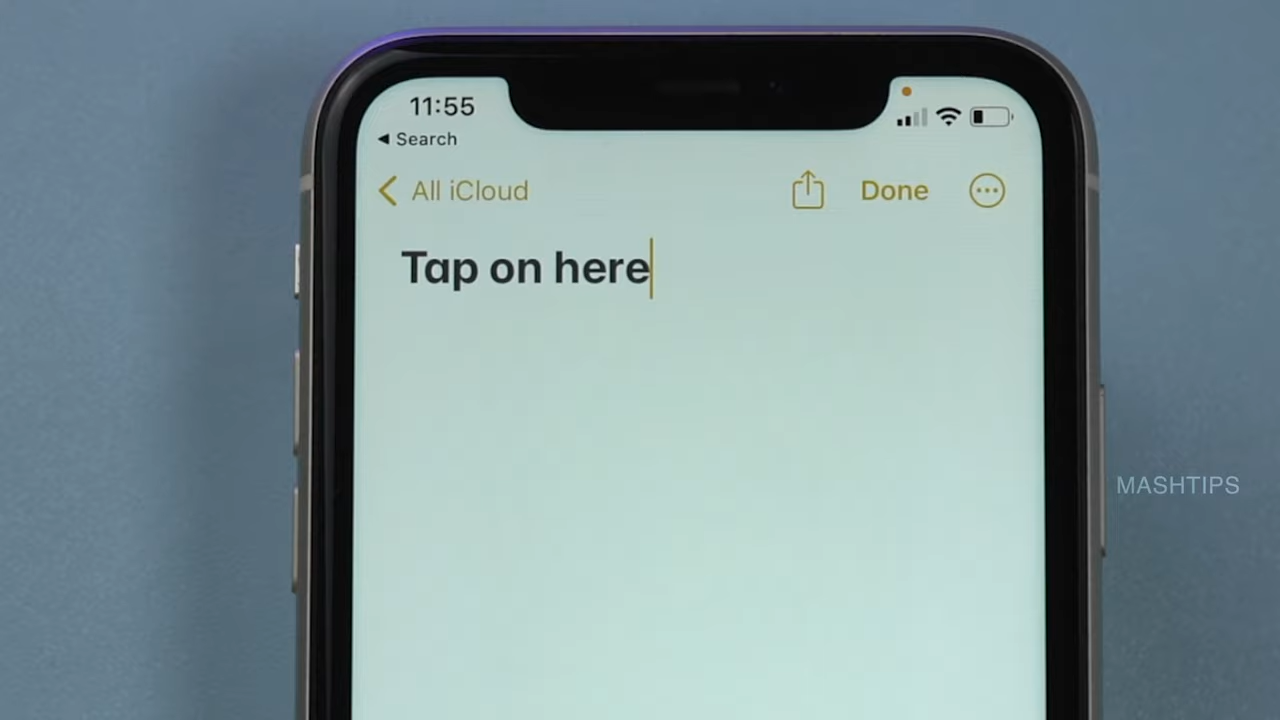 11:55
Search
All iCloud
Done
Tap on here
MASHTIPS